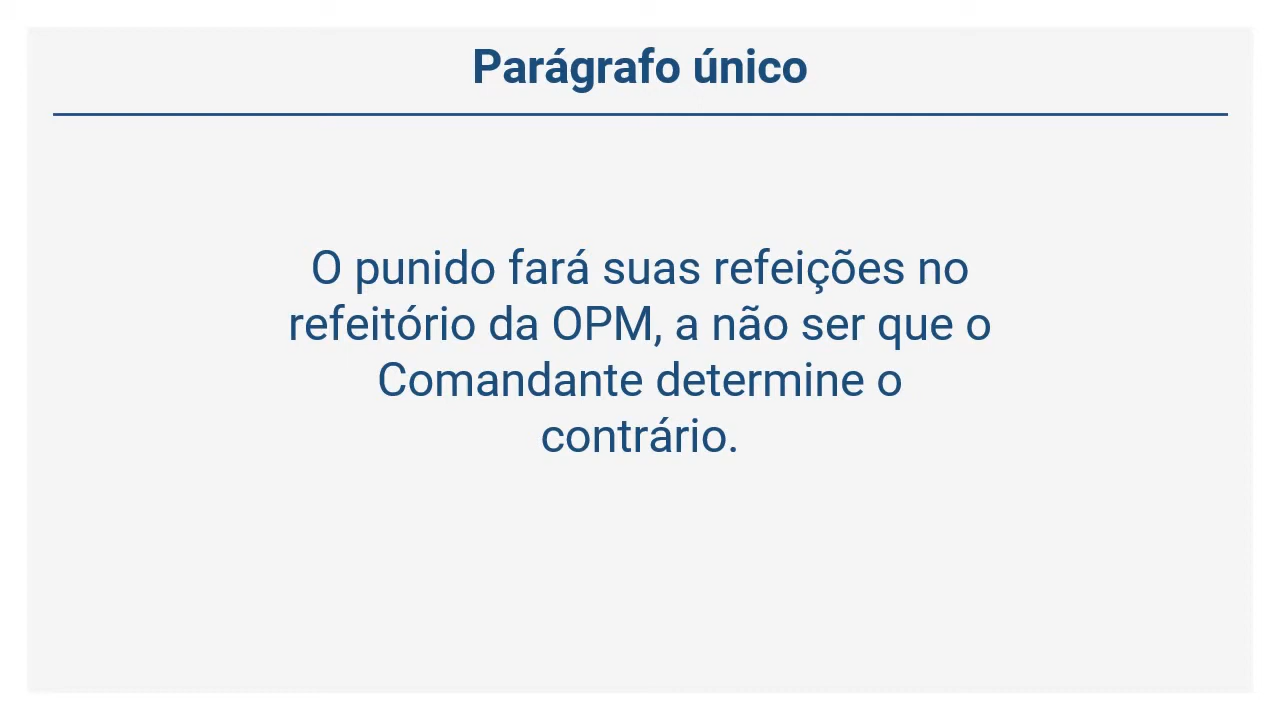 Parágrafo único
O punido fará suas refeições no
refeitório da OPM, a não ser que o
Comandante determine o
contrário.